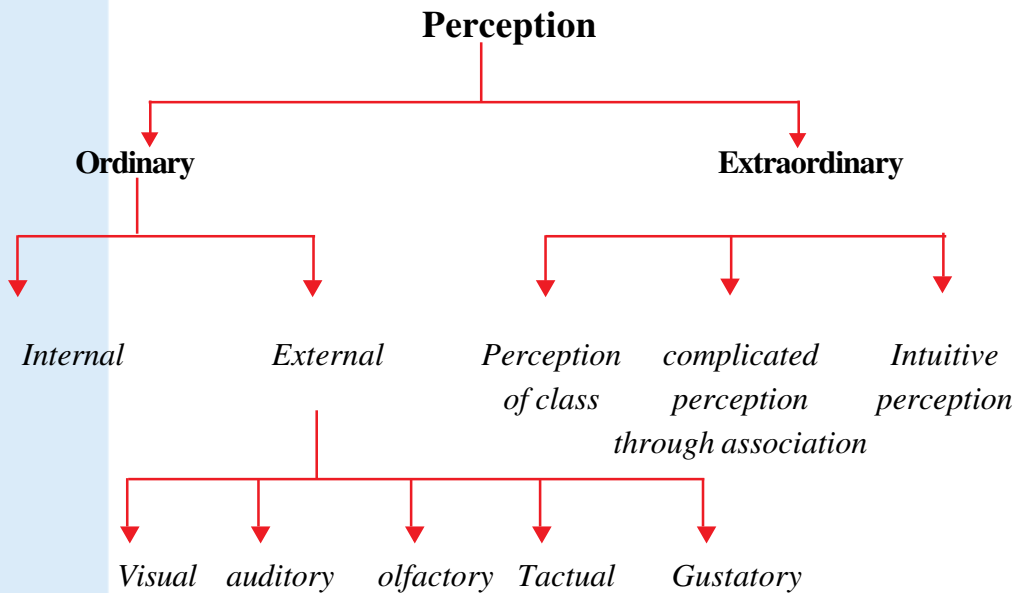 Perception
Ordinary Extraordinary
Internal External Perception complicated Intuitive
of class perception perception
through association
Visual auditory olfactory Tactual Gustatory